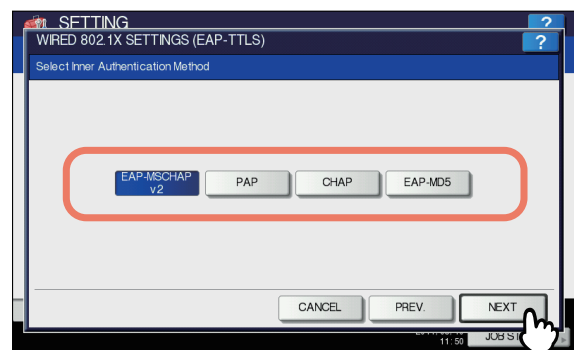 SETTING
?
WIRED 802.1X SETTINGS (EAP-TTLS)
?
Select Inner Authentication Method
EAP-MSCHAP
v2
PAP
CHAP
EAP-MD5
CANCEL
PREV.
NEXT
11:50
JOB